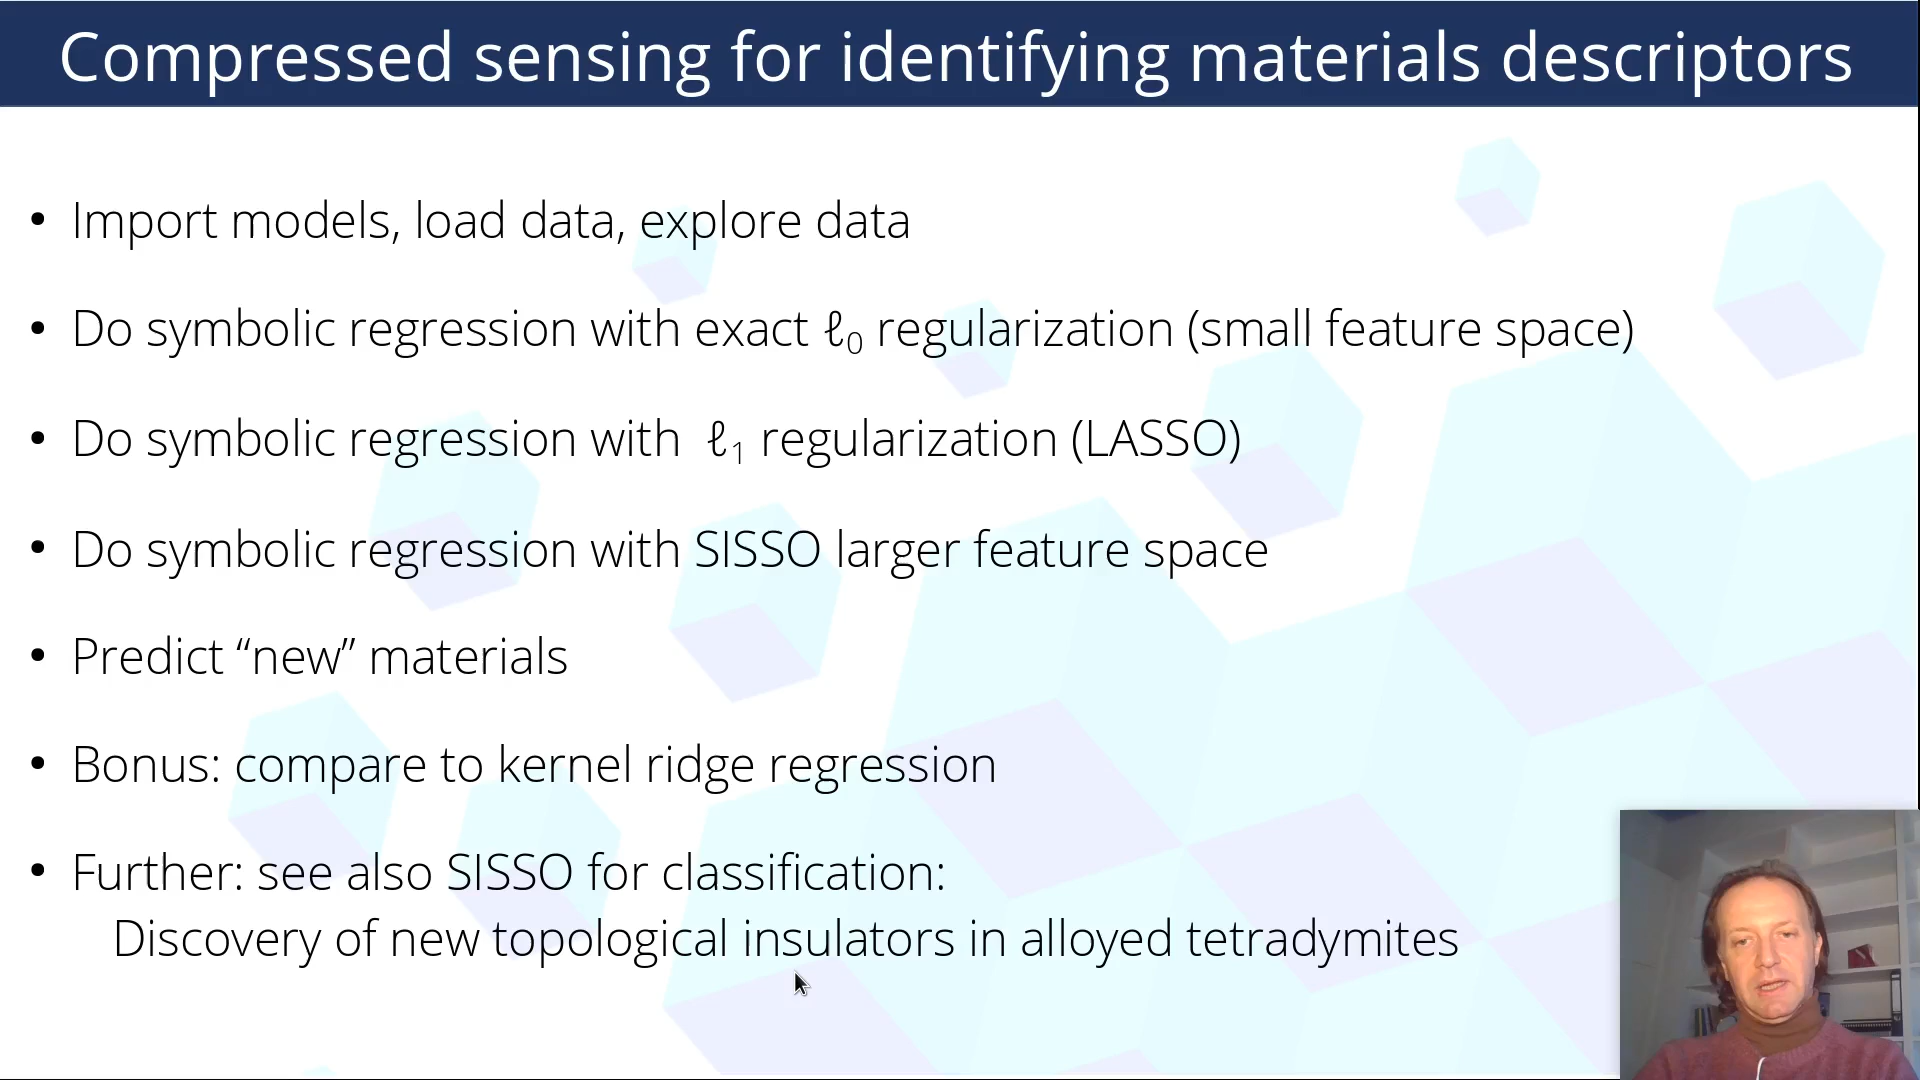 Compressed sensing for identifying materials descriptors
• Import models, load data, explore data
• Do symbolic regression with exact ℓ₀ regularization (small feature space)
• Do symbolic regression with ℓ₁ regularization (LASSO)
• Do symbolic regression with SISSO larger feature space
• Predict “new” materials
• Bonus: compare to kernel ridge regression
• Further: see also SISSO for classification:
Discovery of new topological insulators in alloyed tetradymites